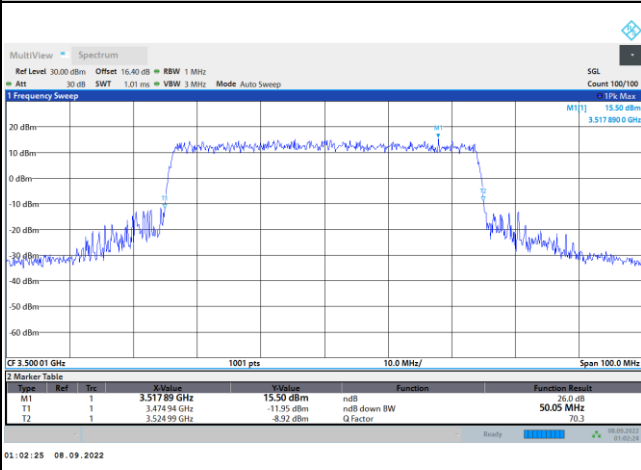 MultiView Spectrum
Ref Level 30.00 dBm Offset 16.40 dB RBW 1 MHz SGL
Att 30 dB SWT 1.01 ms VBW 3 MHz Mode Auto Sweep Count 100/100
1 Frequency Sweep 1Pk Max
M1[1] 15.50 dBm
3.517 890 0 GHz
20 dBm
M1
10 dBm
0 dBm
T1 T2
-10 dBm
-20 dBm
-30 dBm
-40 dBm
-50 dBm
-60 dBm
CF 3.500 01 GHz 1001 pts 10.0 MHz/ Span 100.0 MHz
2 Marker Table
Type Ref Trc X-Value Y-Value Function Function Result
M1 1 3.517 89 GHz 15.50 dBm ndB 26.0 dB
T1 1 3.474 94 GHz -11.95 dBm ndB down BW 50.05 MHz
T2 1 3.524 99 GHz -8.92 dBm Q Factor 70.3
Ready 08.09.2022
01:02:24
01:02:25 08.09.2022